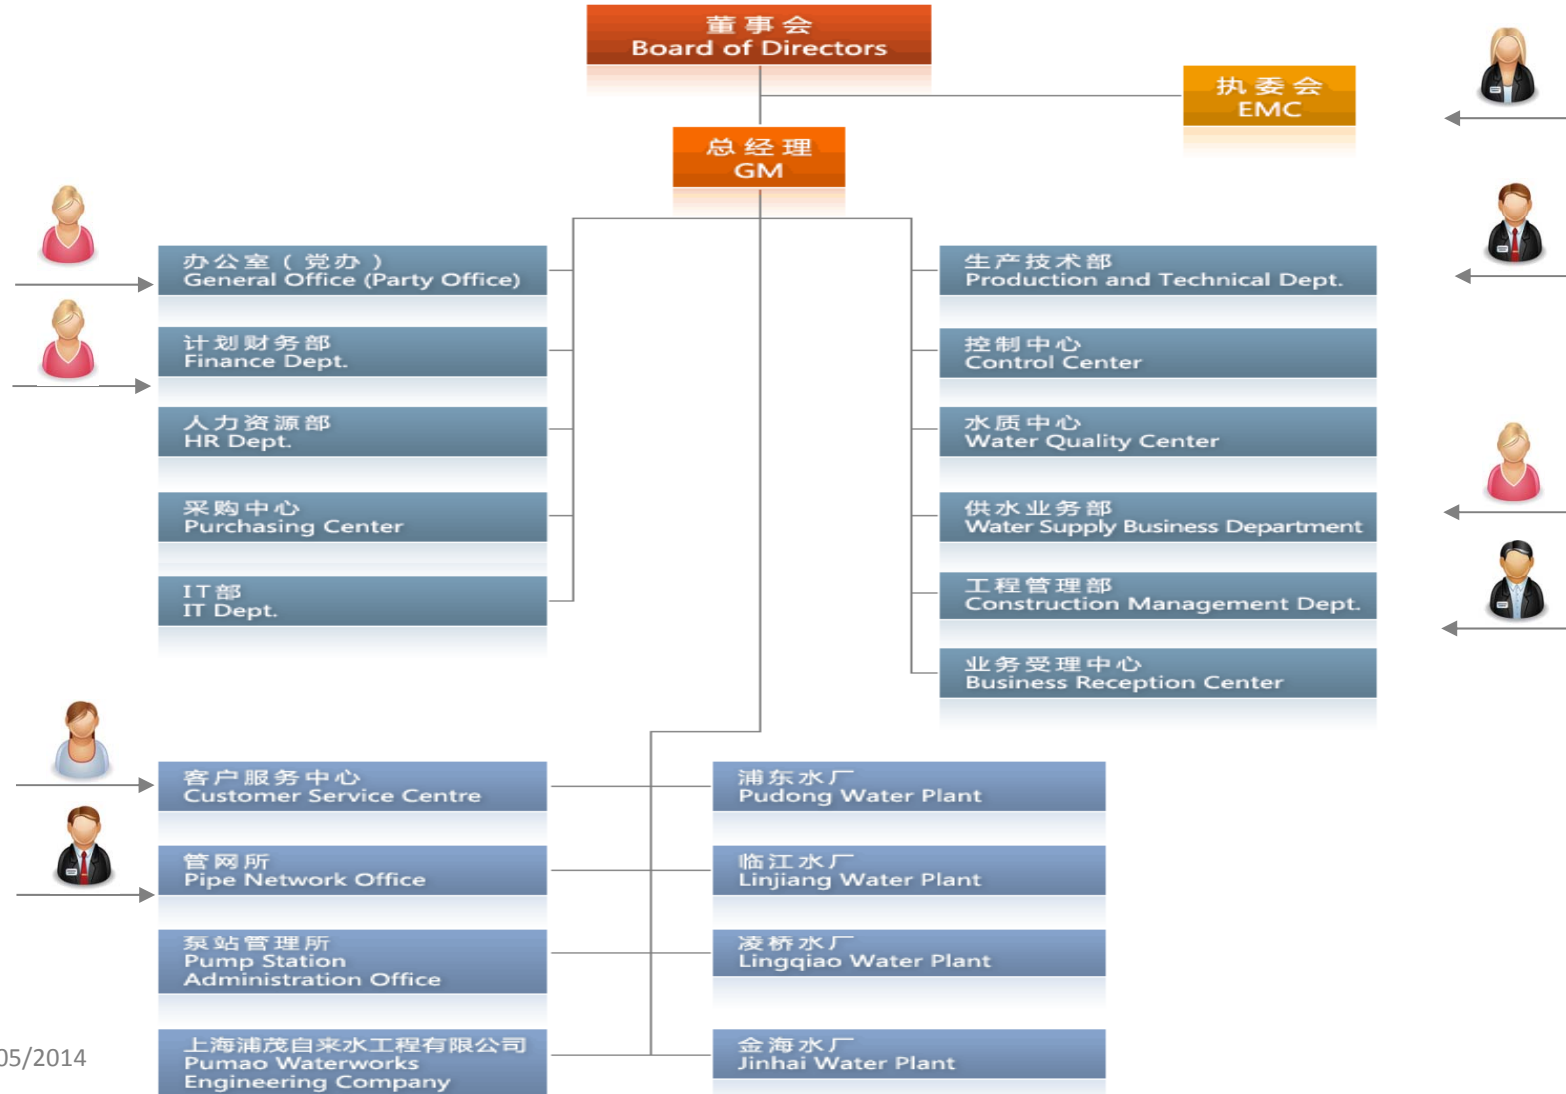 董事会
Board of Directors
执委会
EMC
总经理
GM
办公室（党办）
General Office (Party Office)
计划财务部
Finance Dept.
人力资源部
HR Dept.
采购中心
Purchasing Center
IT部
IT Dept.
生产技术部
Production and Technical Dept.
控制中心
Control Center
水质中心
Water Quality Center
供水业务部
Water Supply Business Department
工程管理部
Construction Management Dept.
业务受理中心
Business Reception Center
客户服务中心
Customer Service Centre
管网所
Pipe Network Office
泵站管理所
Pump Station
Administration Office
上海浦茂自来水工程有限公司
Pumao Waterworks
Engineering Company
浦东水厂
Pudong Water Plant
临江水厂
Linjiang Water Plant
凌桥水厂
Lingqiao Water Plant
金海水厂
Jinhai Water Plant
05/2014